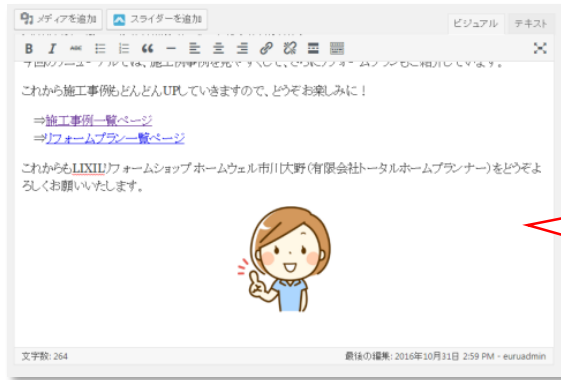 メディアを追加 スライダーを追加 ビジュアル テキスト
B I ABC
これから施工事例もどんどんUPしていきますので、どぞお楽しみに！
⇒施工事例一覧ページ
⇒リフォームプラン一覧ページ
これからもLIXILリフォームショップ ホームウェル市川大野（有限会社トータルホームプランナー）をどうぞよ
ろしくお願いいたします。
文字数: 264 最後の編集: 2016年10月31日 2:59 PM - euruadmin